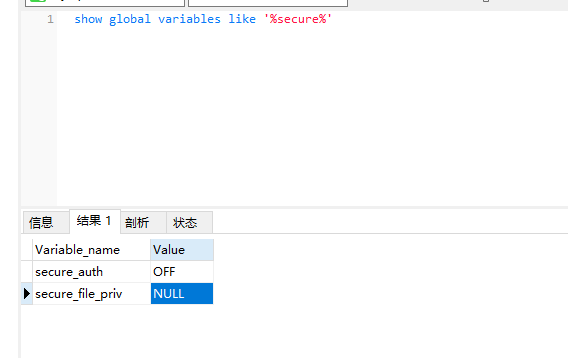 1 show global variables like '%secure%'
信息 结果 1 剖析 状态
Variable_name Value
secure_auth OFF
secure_file_priv NULL